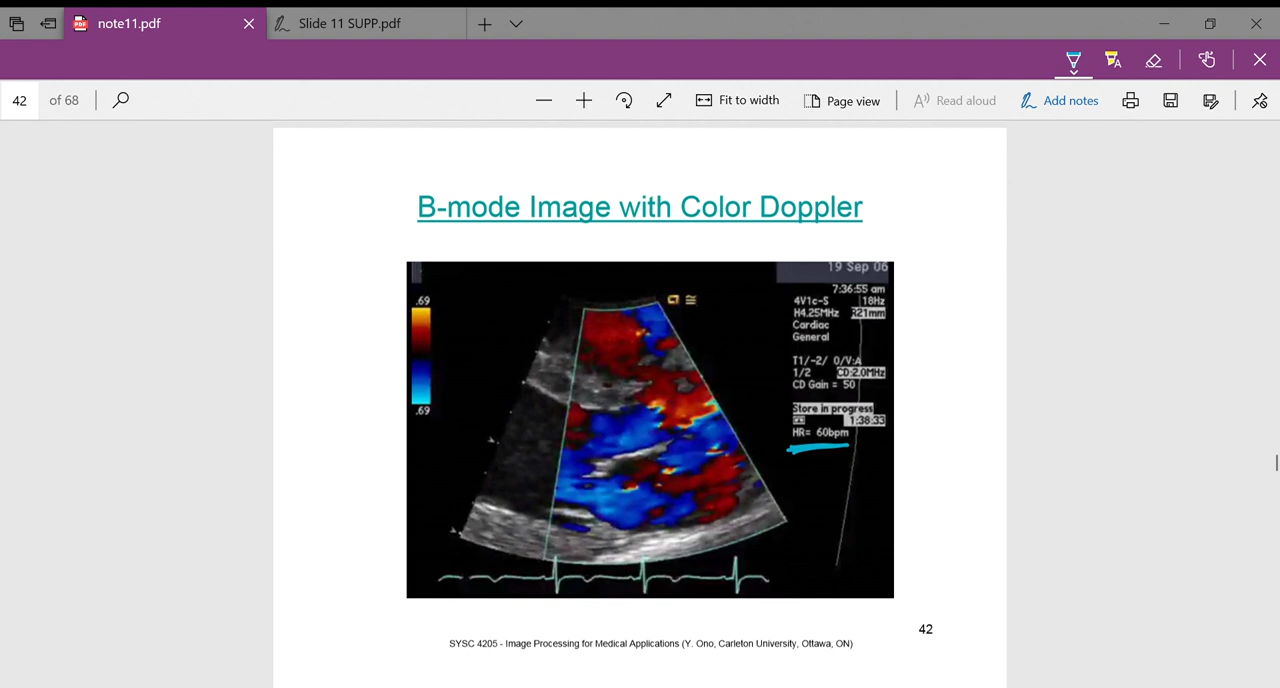 note11.pdf
Slide 11 SUPP.pdf
42 of 68
Fit to width
Page view
Read aloud
Add notes
B-mode Image with Color Doppler
19 Sep 06
7:36:55 am
4V1c-S 18Hz
H4.25MHz R21mm
Cardiac
General
T1/-2/ 0/V:A
1/2 CD:2.0MHz
CD Gain = 50
Store in progress
1:38:33
HR= 60bpm
.69
.69
42
SYSC 4205 - Image Processing for Medical Applications (Y. Ono, Carleton University, Ottawa, ON)